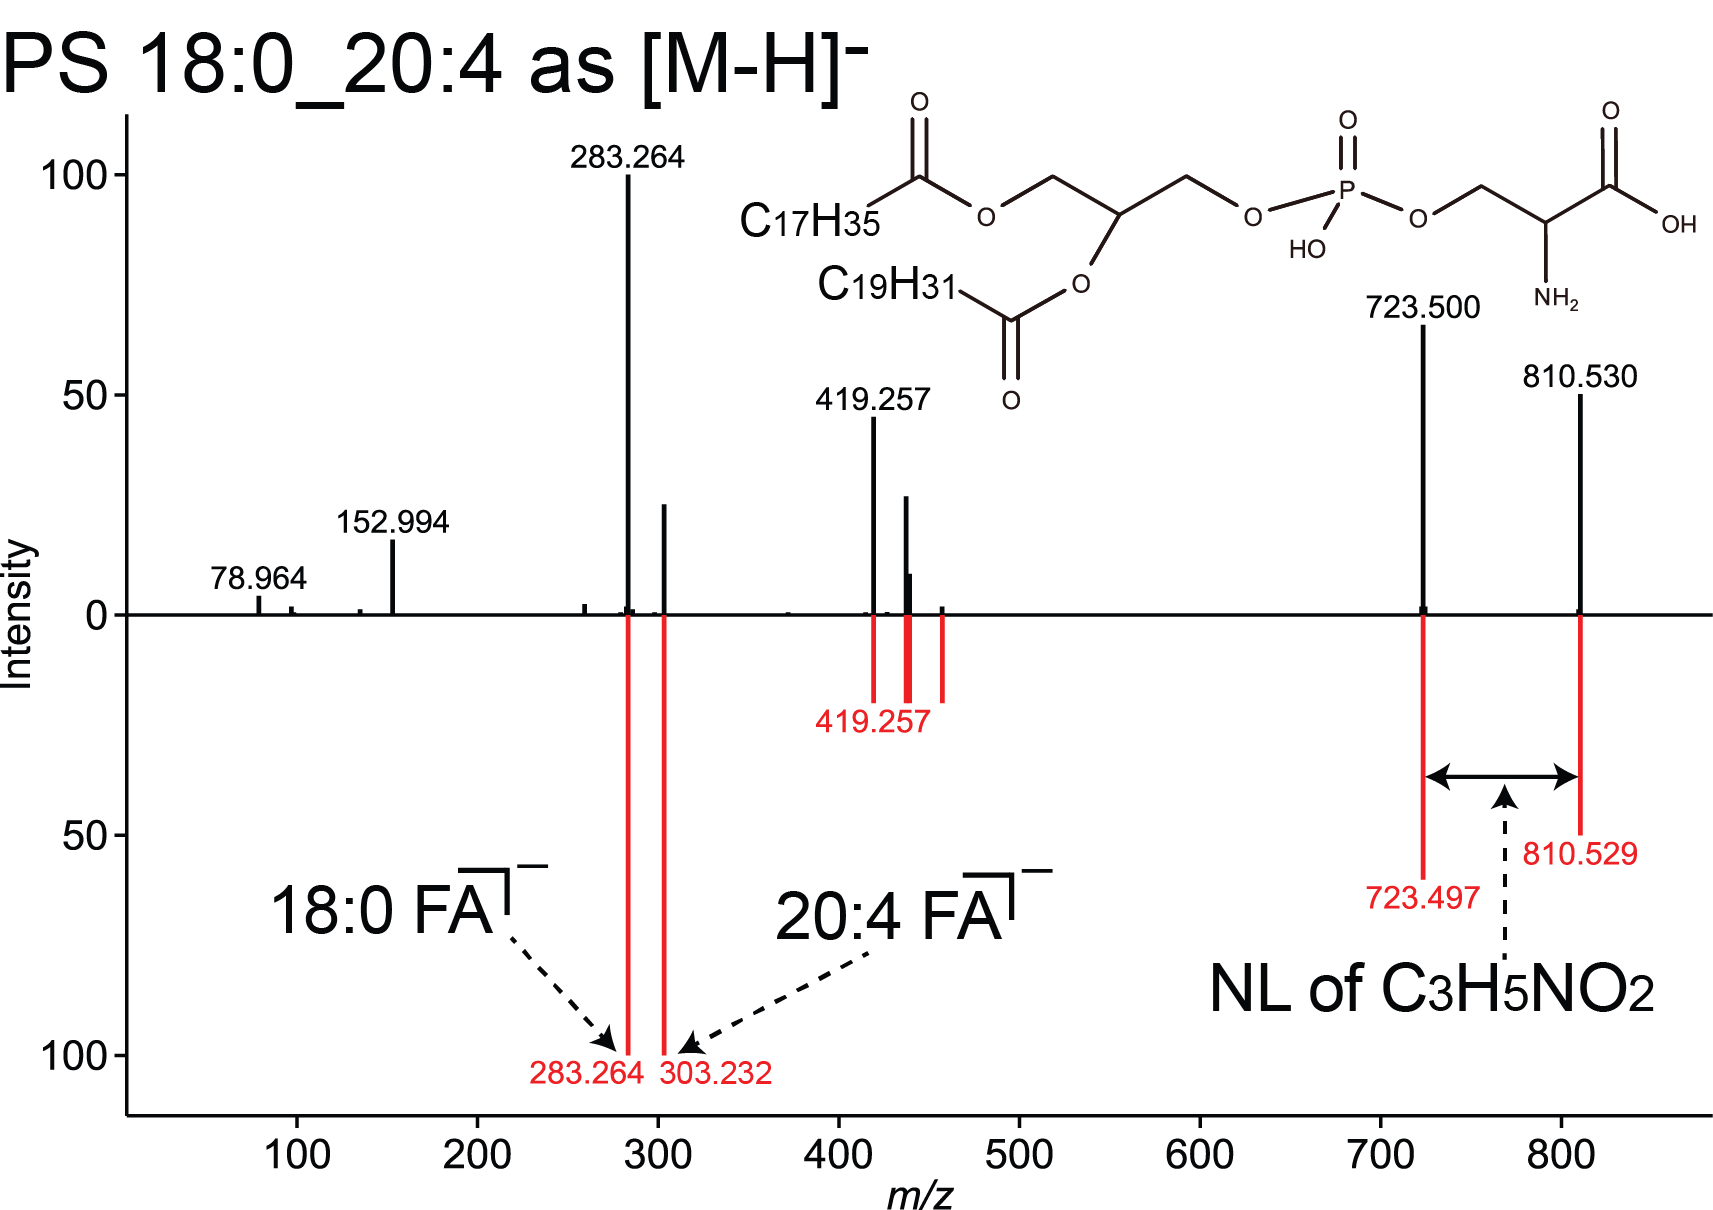 PS 18:0_20:4 as [M-H]⁻
O
O
O
O
C17H35
O
O
P
O
OH
HO
C19H31
O
NH₂
O
100
283.264
723.500
810.530
50
419.257
152.994
78.964
0
Intensity
419.257
50
810.529
723.497
18:0 FA⁻
20:4 FA⁻
NL of C3H5NO2
100
283.264
303.232
100
200
300
400
500
600
700
800
m/z